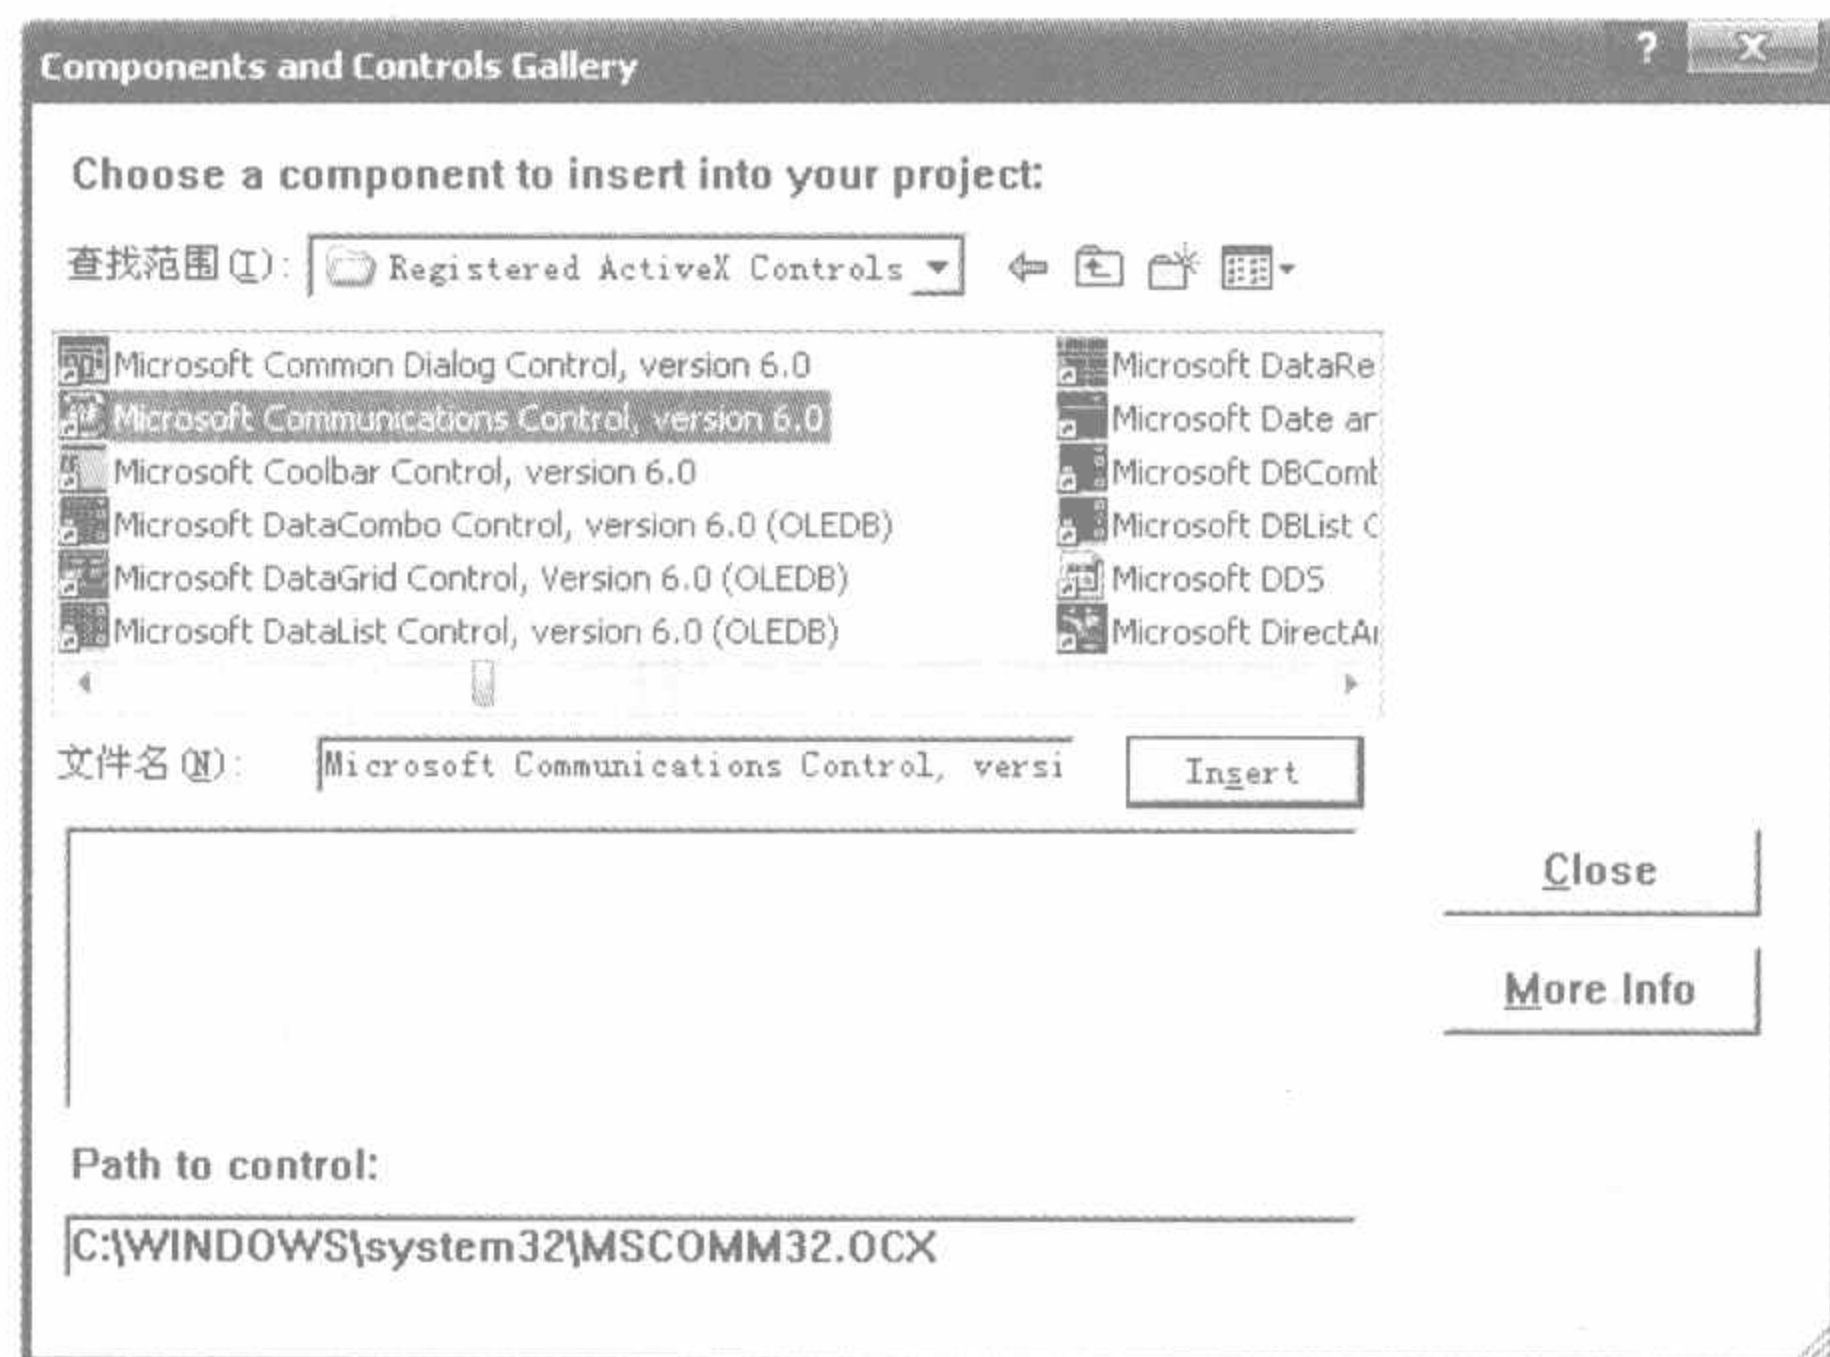 Components and Controls Gallery
Choose a component to insert into your project:
查找范围(I): Registered ActiveX Controls
Microsoft Common Dialog Control, version 6.0
Microsoft Communications Control, version 6.0
Microsoft Coolbar Control, version 6.0
Microsoft DataCombo Control, version 6.0 (OLEDB)
Microsoft DataGrid Control, Version 6.0 (OLEDB)
Microsoft DataList Control, version 6.0 (OLEDB)
Microsoft DataRe
Microsoft Date an
Microsoft DBComb
Microsoft DBList C
Microsoft DDS
Microsoft DirectAn
文件名(N): Microsoft Communications Control, versi
Insert
Close
More Info
Path to control:
C:\WINDOWS\system32\MSCOMM32.OCX